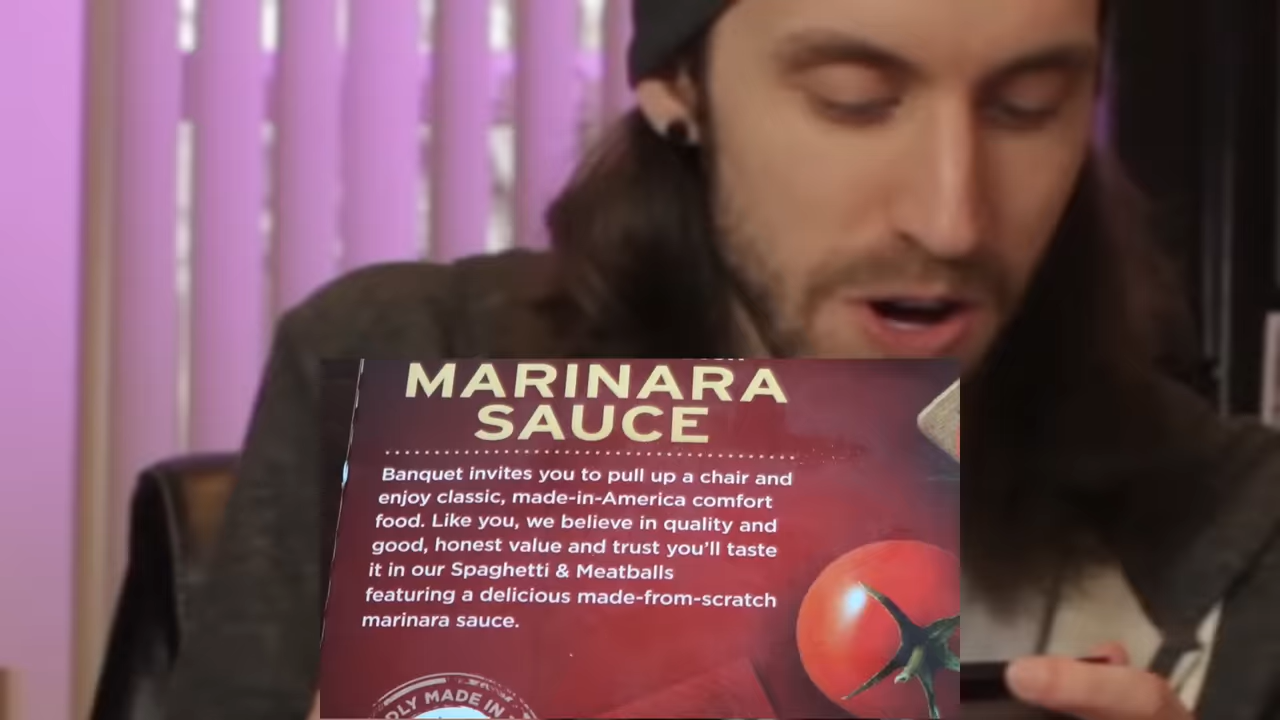 MARINARA
SAUCE
Banquet invites you to pull up a chair and
enjoy classic, made-in-America comfort
food. Like you, we believe in quality and
good, honest value and trust you'll taste
it in our Spaghetti & Meatballs
featuring a delicious made-from-scratch
marinara sauce.
MADE IN